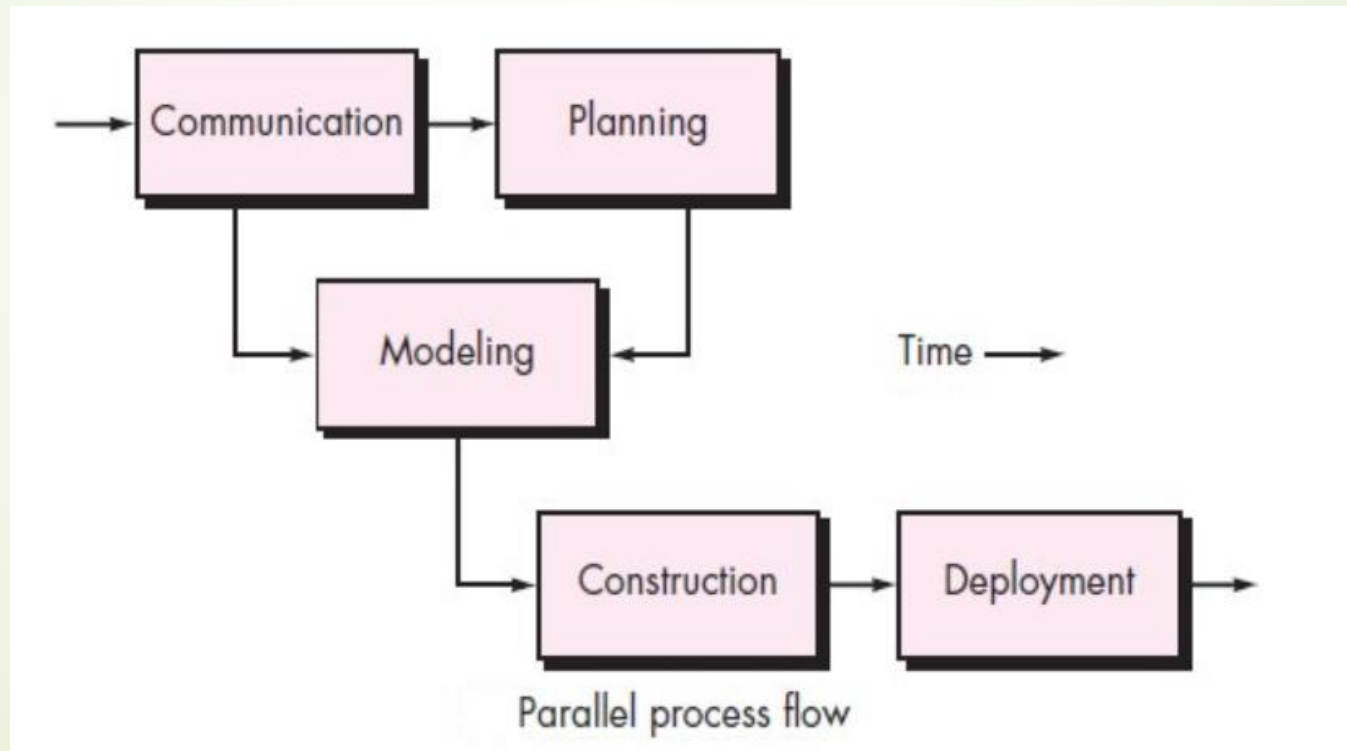 Communication
Planning
Modeling
Time
Construction
Deployment
Parallel process flow